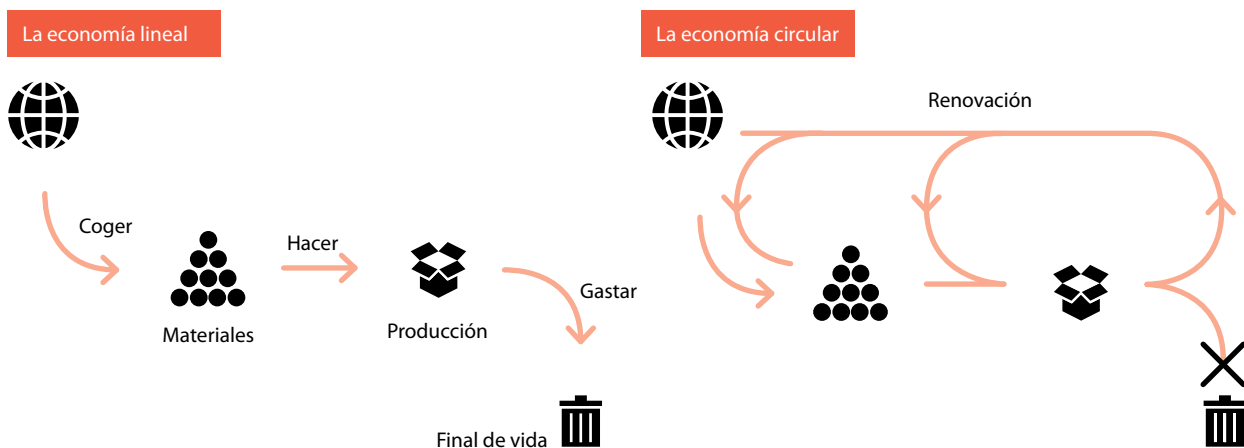 La economía lineal
Coger
Hacer
Materiales
Producción
Gastar
Final de vida
La economía circular
Renovación